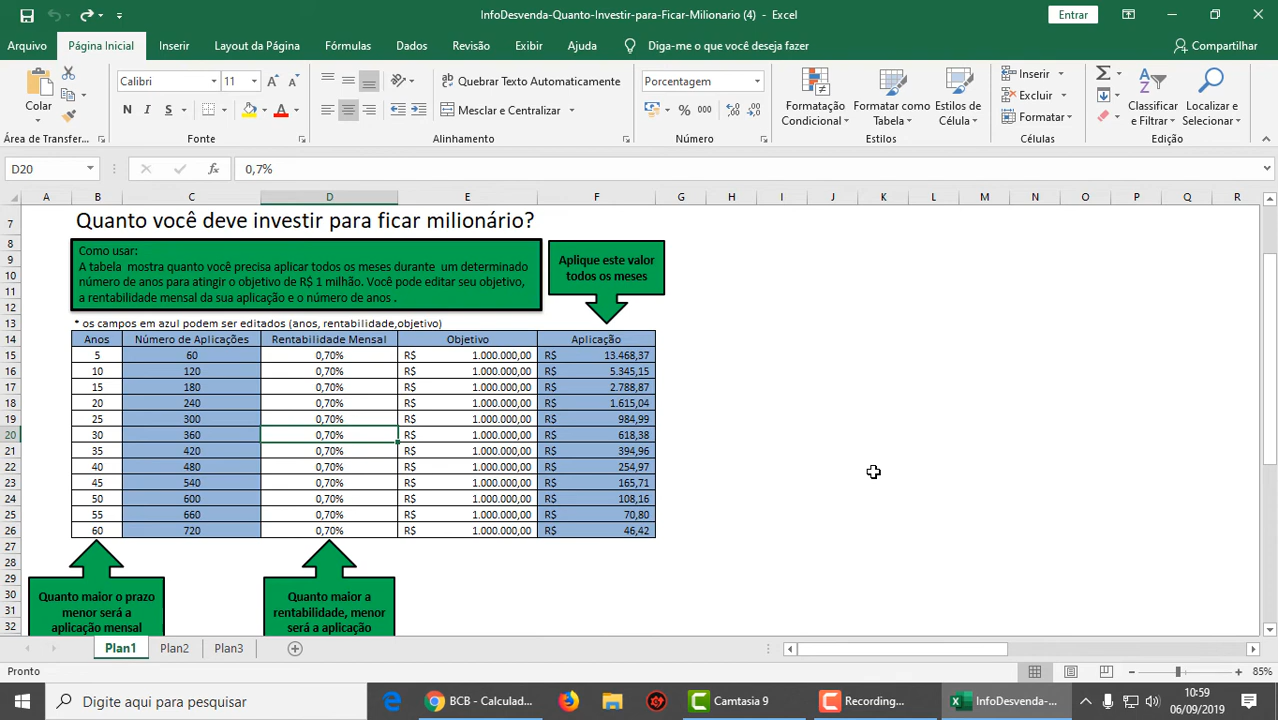 InfoDesvenda-Quanto-Investir-para-Ficar-Milionario (4) - Excel
Entrar
Arquivo Página Inicial Inserir Layout da Página Fórmulas Dados Revisão Exibir Ajuda Diga-me o que você deseja fazer Compartilhar
Colar
Calibri 11
N I S
Quebrar Texto Automaticamente
Mesclar e Centralizar
Porcentagem
% 000
Formatação Condicional
Formatar como Tabela
Estilos de Célula
Inserir
Excluir
Formatar
Classificar e Filtrar
Localizar e Selecionar
Área de Transfer... Fonte Alinhamento Número Estilos Células Edição
D20 fx 0,7%
A B C D E F G H I J K L M N O P Q R
7 Quanto você deve investir para ficar milionário?
8
9 Como usar:
10 A tabela mostra quanto você precisa aplicar todos os meses durante um determinado
11 número de anos para atingir o objetivo de R$ 1 milhão. Você pode editar seu objetivo,
12 a rentabilidade mensal da sua aplicação e o número de anos .
Aplique este valor
todos os meses
13 * os campos em azul podem ser editados (anos, rentabilidade,objetivo)
14 Anos Número de Aplicações Rentabilidade Mensal Objetivo Aplicação
15 5 60 0,70% R$ 1.000.000,00 R$ 13.468,37
16 10 120 0,70% R$ 1.000.000,00 R$ 5.345,15
17 15 180 0,70% R$ 1.000.000,00 R$ 2.788,87
18 20 240 0,70% R$ 1.000.000,00 R$ 1.615,04
19 25 300 0,70% R$ 1.000.000,00 R$ 984,99
20 30 360 0,70% R$ 1.000.000,00 R$ 618,38
21 35 420 0,70% R$ 1.000.000,00 R$ 394,96
22 40 480 0,70% R$ 1.000.000,00 R$ 254,97
23 45 540 0,70% R$ 1.000.000,00 R$ 165,71
24 50 600 0,70% R$ 1.000.000,00 R$ 108,16
25 55 660 0,70% R$ 1.000.000,00 R$ 70,80
26 60 720 0,70% R$ 1.000.000,00 R$ 46,42
27
28
29
30
31
32
Quanto maior o prazo
menor será a
aplicação mensal
Quanto maior a
rentabilidade, menor
será a aplicação
Plan1 Plan2 Plan3
Pronto 85%
Digite aqui para pesquisar
BCB - Calculad...
Camtasia 9
Recording...
InfoDesvenda-...
10:59
06/09/2019